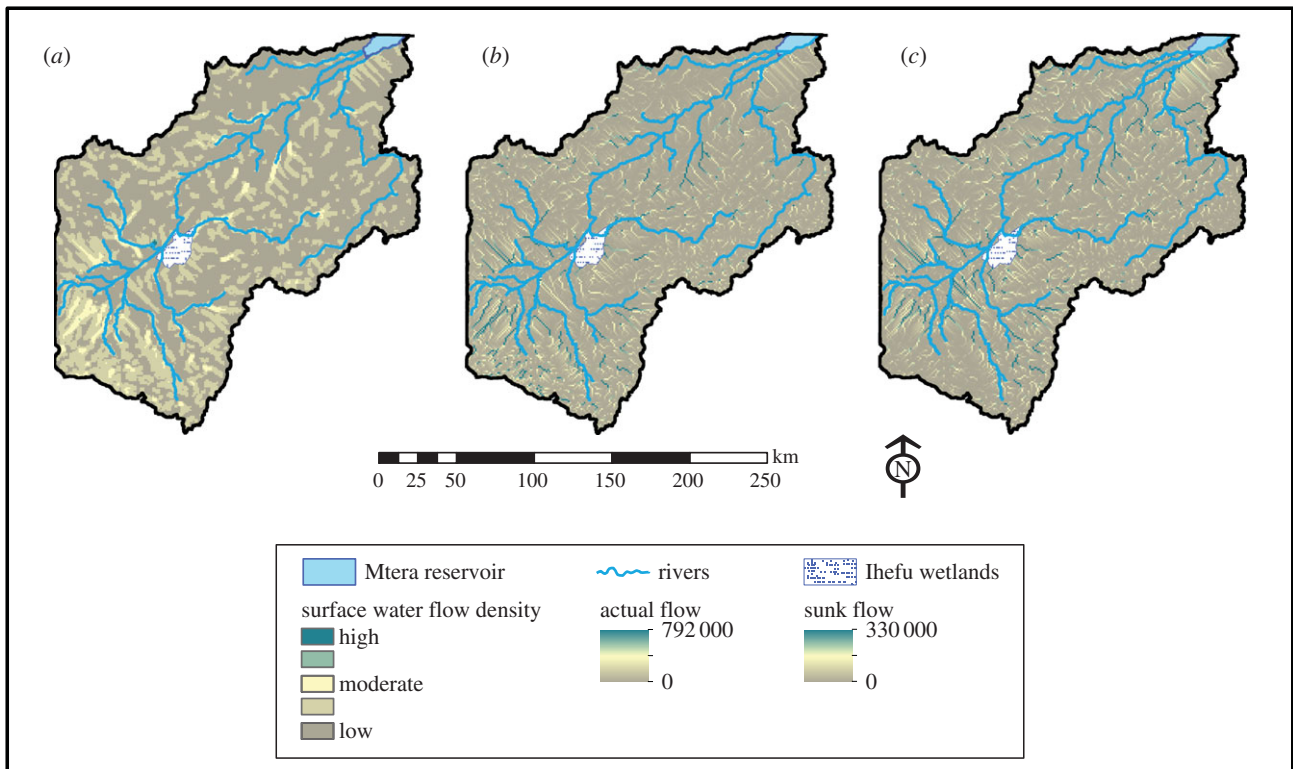 (a)
(b)
(c)
km
0 25 50 100 150 200 250
N
Mtera reservoir
rivers
Ihefu wetlands
surface water flow density
actual flow
sunk flow
high
792 000
330 000
moderate
0
0
low